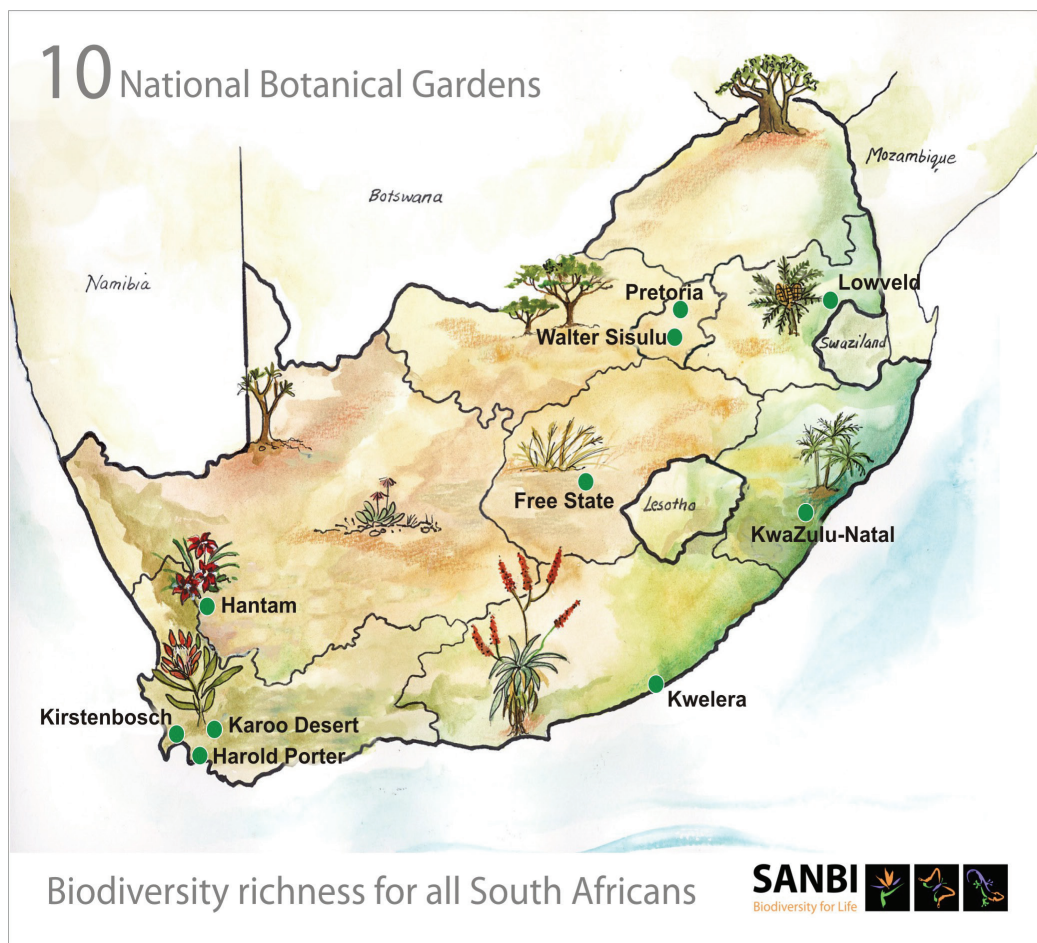 10 National Botanical Gardens
Mozambique
Botswana
Namibia
Lowveld
Pretoria
Walter Sisulu
Swaziland
Free State
Lesotho
KwaZulu-Natal
Hantam
Kwelera
Kirstenbosch
Karoo Desert
Harold Porter
Biodiversity richness for all South Africans
SANBI
Biodiversity for Life